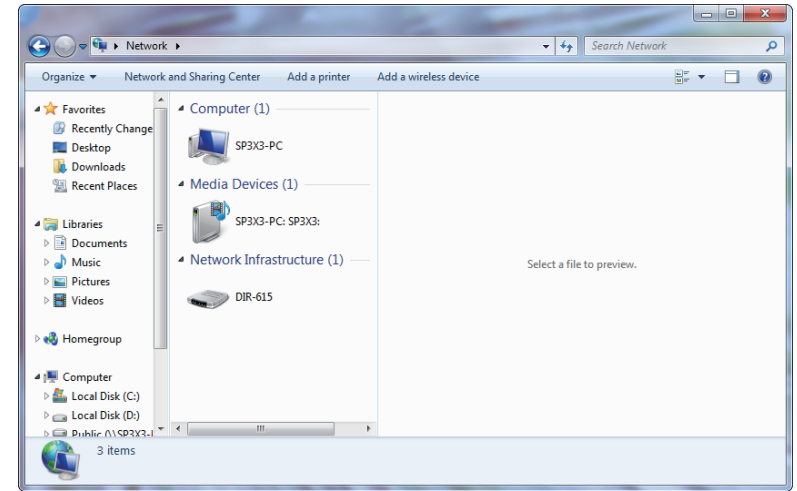 Network
Search Network
Organize
Network and Sharing Center
Add a printer
Add a wireless device
Favorites
Recently Change
Desktop
Downloads
Recent Places
Libraries
Documents
Music
Pictures
Videos
Homegroup
Computer
Local Disk (C:)
Local Disk (D:)
Public (\\SP3X3-
Computer (1)
SP3X3-PC
Media Devices (1)
SP3X3-PC: SP3X3:
Network Infrastructure (1)
DIR-615
Select a file to preview.
3 items